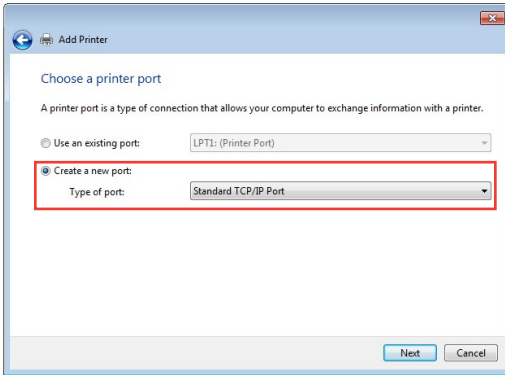 Add Printer
Choose a printer port
A printer port is a type of connection that allows your computer to exchange information with a printer.
Use an existing port: LPT1: (Printer Port)
Create a new port:
Type of port: Standard TCP/IP Port
Next Cancel